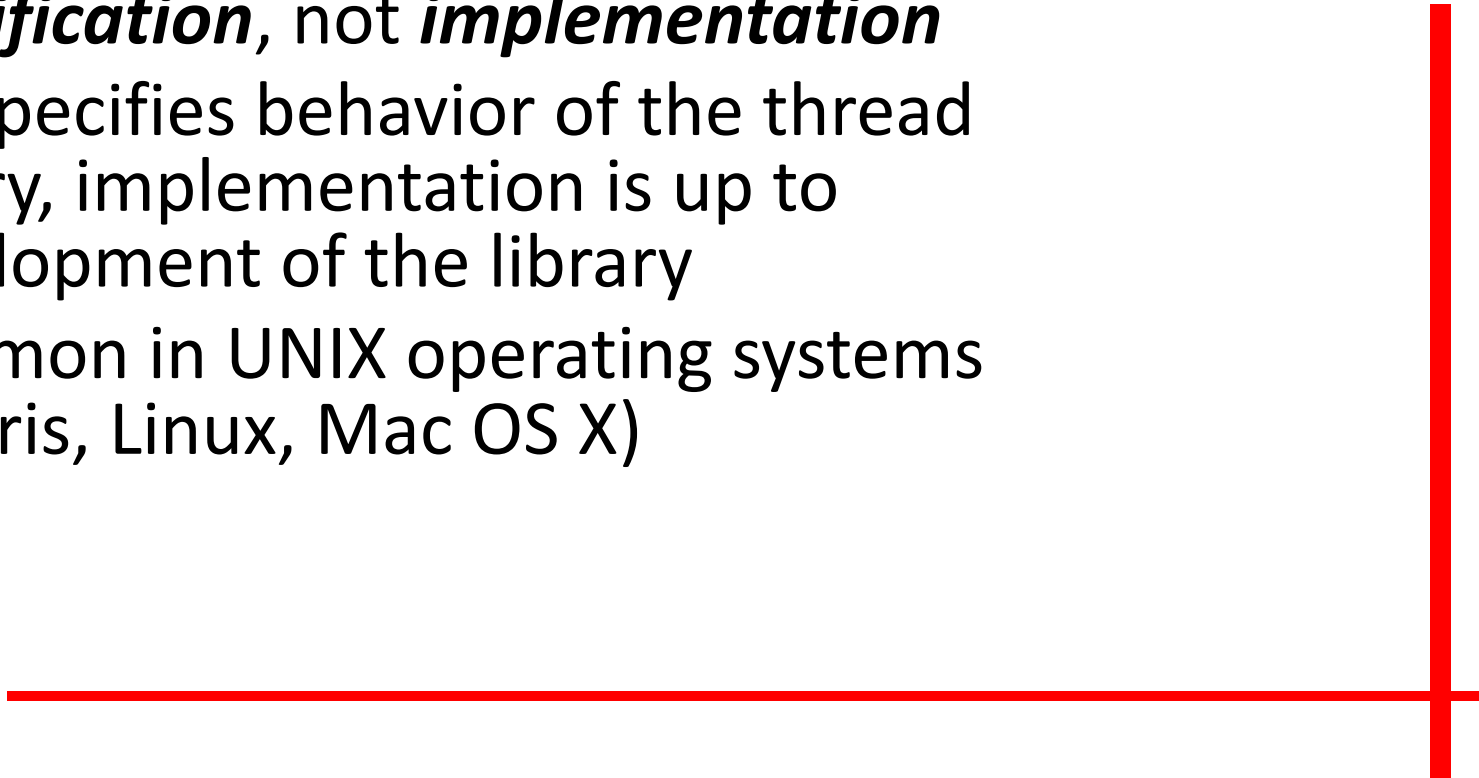 ification, not implementation
pecifies behavior of the thread
ry, implementation is up to
lopment of the library
mon in UNIX operating systems
ris, Linux, Mac OS X)